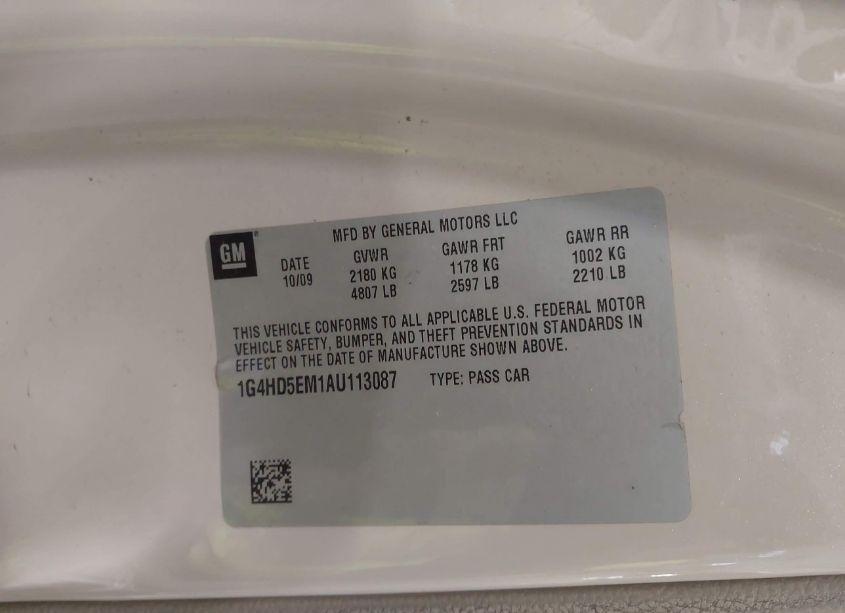 GM
MFD BY GENERAL MOTORS LLC
DATE GVWR GAWR FRT GAWR RR
10/09 2180 KG 1178 KG 1002 KG
4807 LB 2597 LB 2210 LB
THIS VEHICLE CONFORMS TO ALL APPLICABLE U.S. FEDERAL MOTOR
VEHICLE SAFETY, BUMPER, AND THEFT PREVENTION STANDARDS IN
EFFECT ON THE DATE OF MANUFACTURE SHOWN ABOVE.
1G4HD5EM1AU113087 TYPE: PASS CAR